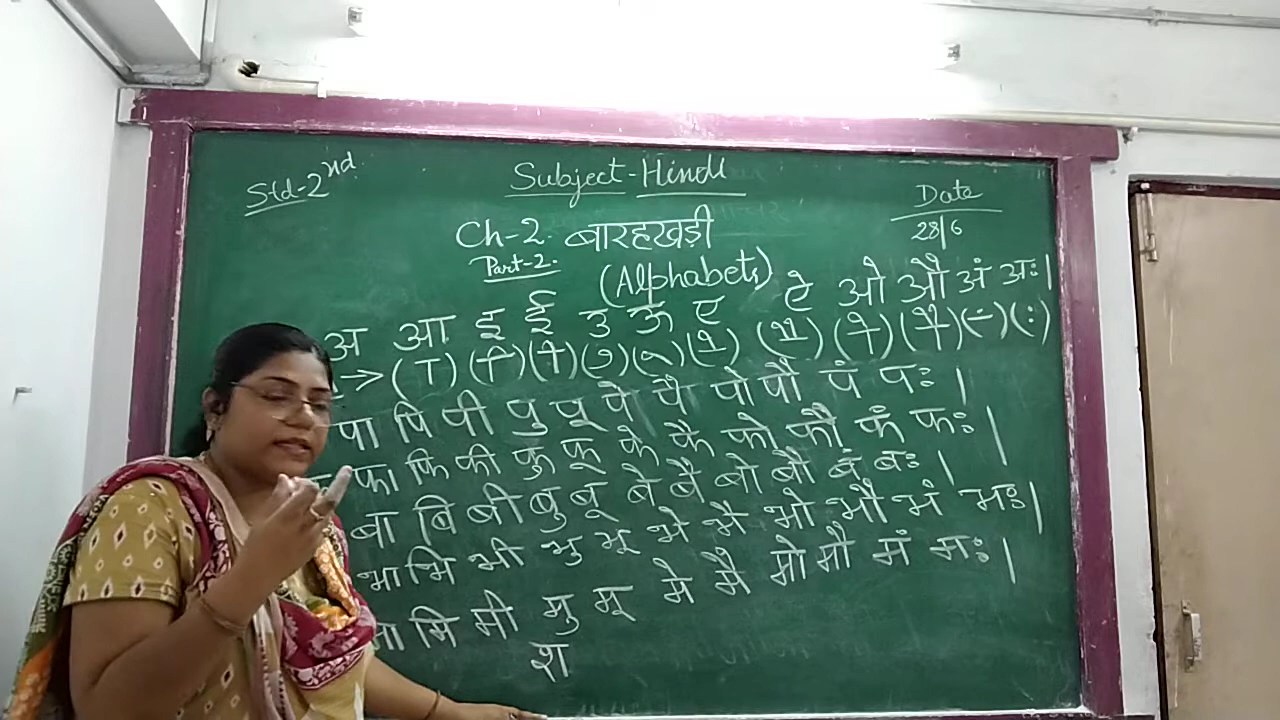 Std-2nd
Subject-Hindi
Date
28/6
Ch-2. बारहखड़ी
Part-2.
(Alphabets)
अ आ इ ई उ ऊ ए ऐ ओ औ अं अः।
→ (ा) (ि) (ी) (ु) (ू) (े) (ै) (ो) (ौ) (ं) (ः)
पा पि पी पु पू पे पै पो पौ पं पः।
फा फि फी फु फू फे फै फो फौ फं फः।
बा बि बी बु बू बे बै बो बौ बं बः।
भा भि भी भु भू भे भै भो भौ भं भः।
मा मि मी मु मू मे मै मो मौ मं मः।
श